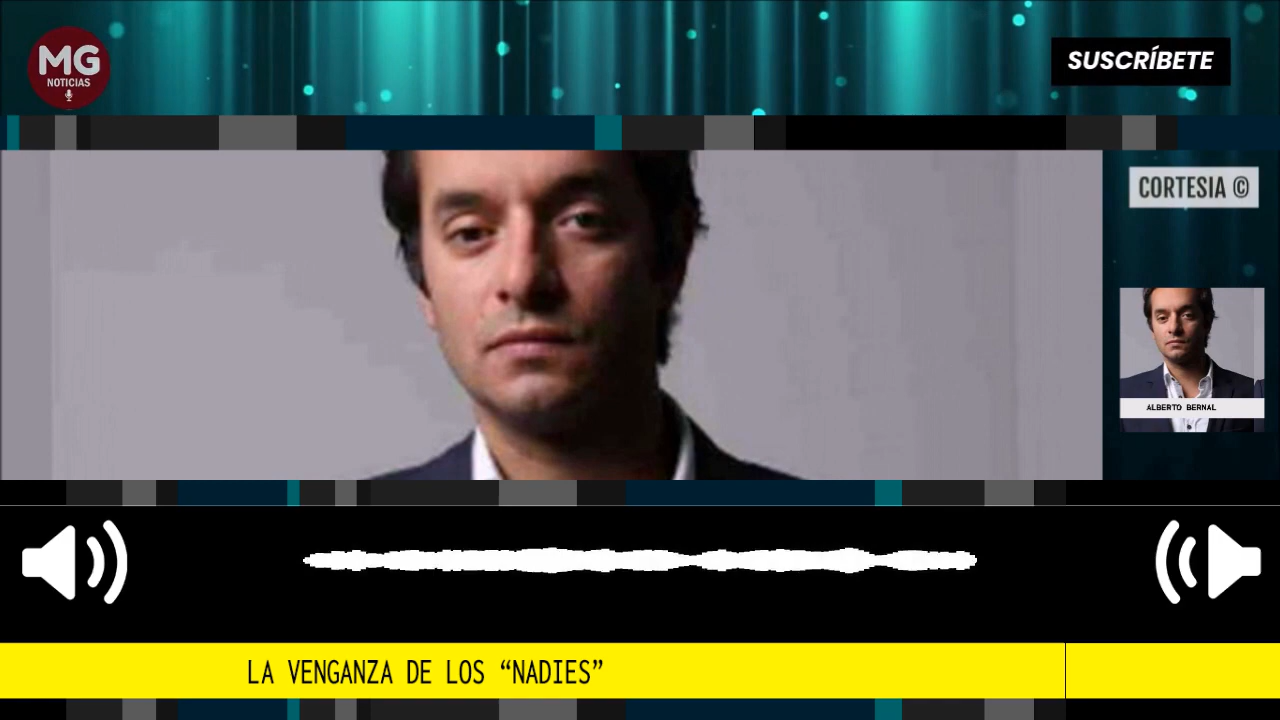 MG
NOTICIAS
SUSCRÍBETE
CORTESIA ©
ALBERTO BERNAL
LA VENGANZA DE LOS “NADIES”